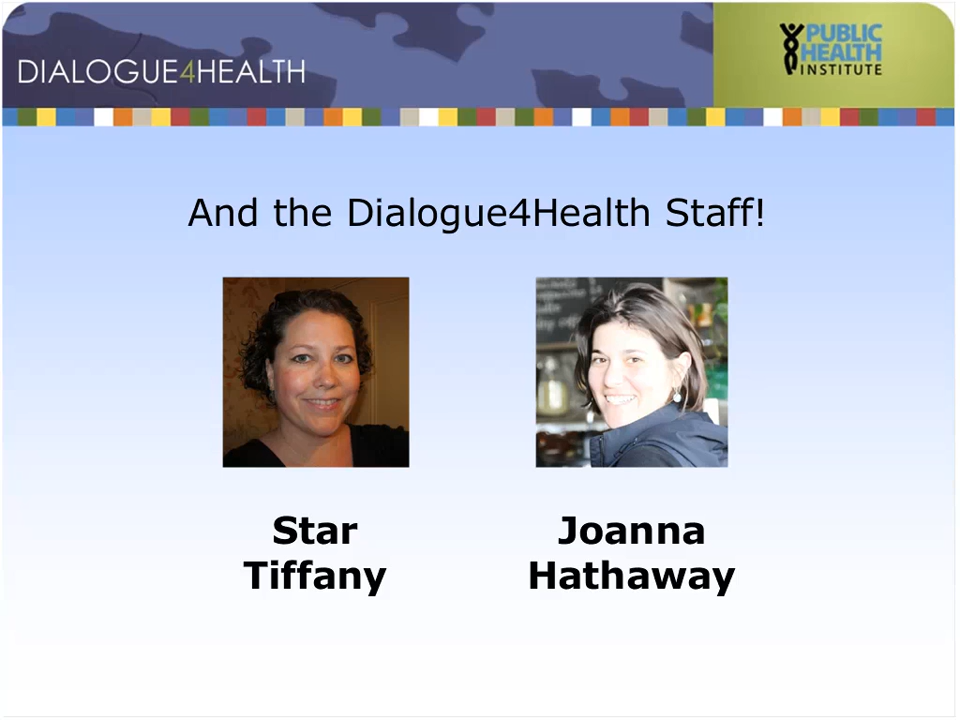 DIALOGUE4HEALTH
PUBLIC
HEALTH
INSTITUTE
And the Dialogue4Health Staff!
Star
Tiffany
Joanna
Hathaway